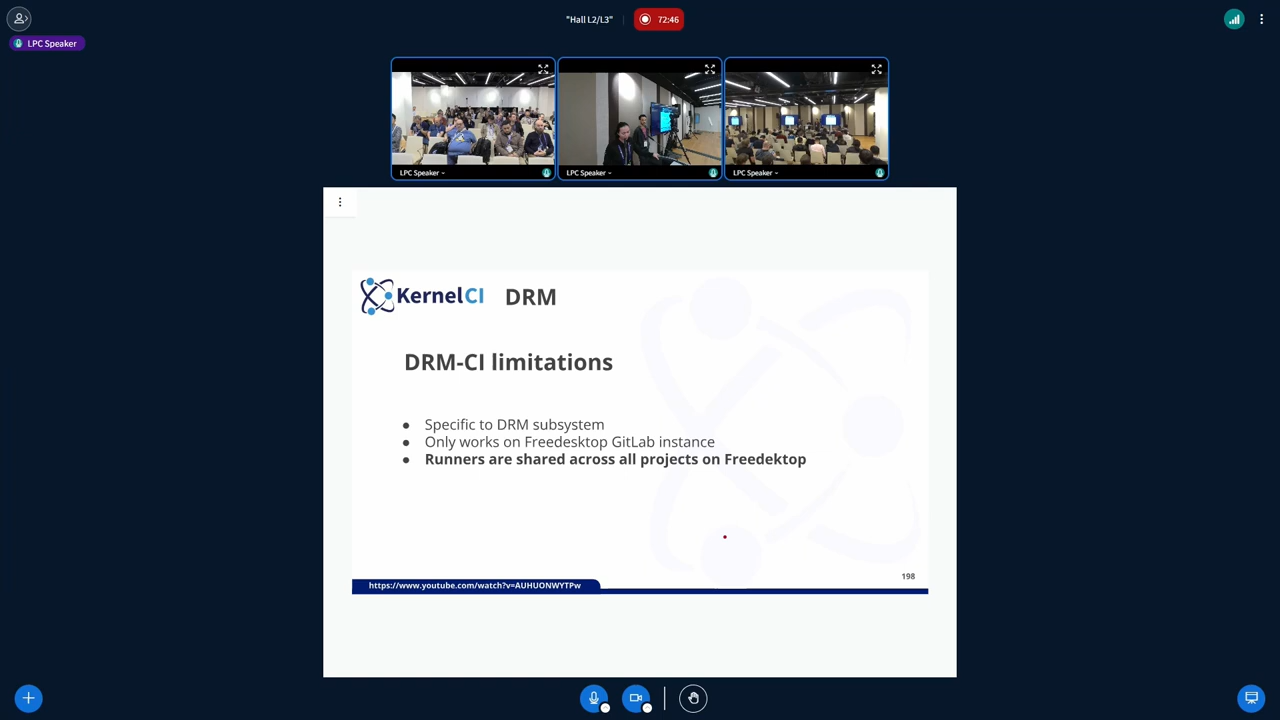 "Hall L2/L3"
72:46
LPC Speaker
LPC Speaker
LPC Speaker
LPC Speaker
KernelCI DRM
DRM-CI limitations
● Specific to DRM subsystem
● Only works on Freedesktop GitLab instance
● Runners are shared across all projects on Freedektop
198
https://www.youtube.com/watch?v=AUHUONWYTPw